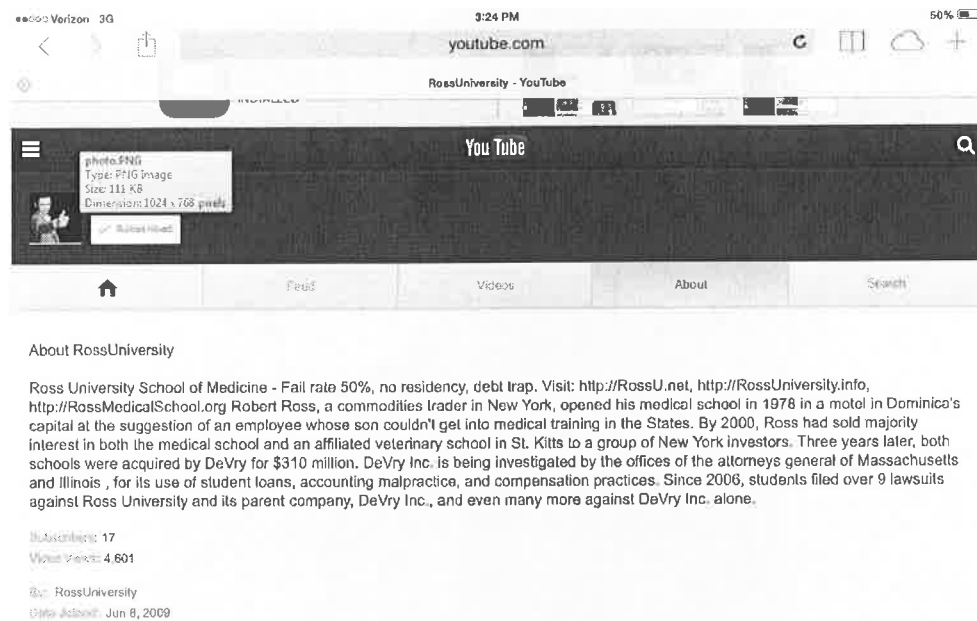 Verizon 3G 3:24 PM 50%
youtube.com
RossUniversity - YouTube
INSTALLED
You Tube
photo.PNG
Type: PNG Image
Size: 111 KB
Dimension: 1024 x 768 pixels
Subscribed
Feed Videos About Search
About RossUniversity
Ross University School of Medicine - Fail rate 50%, no residency, debt trap. Visit: http://RossU.net, http://RossUniversity.info,
http://RossMedicalSchool.org Robert Ross, a commodities trader in New York, opened his medical school in 1978 in a motel in Dominica's
capital at the suggestion of an employee whose son couldn't get into medical training in the States. By 2000, Ross had sold majority
interest in both the medical school and an affiliated veterinary school in St. Kitts to a group of New York investors. Three years later, both
schools were acquired by DeVry for $310 million. DeVry Inc. is being investigated by the offices of the attorneys general of Massachusetts
and Illinois , for its use of student loans, accounting malpractice, and compensation practices. Since 2006, students filed over 9 lawsuits
against Ross University and its parent company, DeVry Inc., and even many more against DeVry Inc. alone.
Subscribers: 17
Video Views: 4,601
By: RossUniversity
Date Joined: Jun 8, 2009